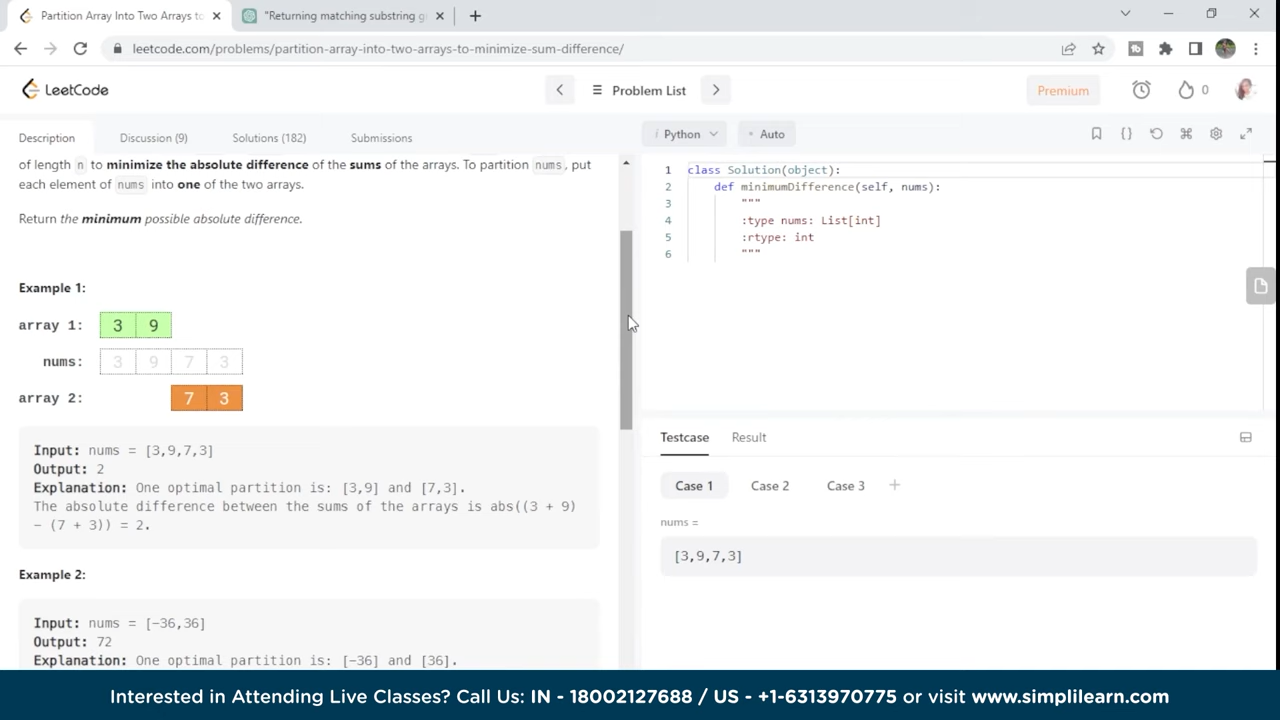 Partition Array Into Two Arrays to
"Returning matching substring g
leetcode.com/problems/partition-array-into-two-arrays-to-minimize-sum-difference/
LeetCode
Problem List
Premium
0
Description
Discussion (9)
Solutions (182)
Submissions
of length n to minimize the absolute difference of the sums of the arrays. To partition nums, put
each element of nums into one of the two arrays.
Return the minimum possible absolute difference.
Example 1:
array 1: 3 9
nums: 3 9 7 3
array 2: 7 3
Input: nums = [3,9,7,3]
Output: 2
Explanation: One optimal partition is: [3,9] and [7,3].
The absolute difference between the sums of the arrays is abs((3 + 9)
- (7 + 3)) = 2.
Example 2:
Input: nums = [-36,36]
Output: 72
Explanation: One optimal partition is: [-36] and [36].
i Python
Auto
1 class Solution(object):
2 def minimumDifference(self, nums):
3 """
4 :type nums: List[int]
5 :rtype: int
6 """
Testcase
Result
Case 1
Case 2
Case 3
nums =
[3,9,7,3]
Interested in Attending Live Classes? Call Us: IN - 18002127688 / US - +1-6313970775 or visit www.simplilearn.com